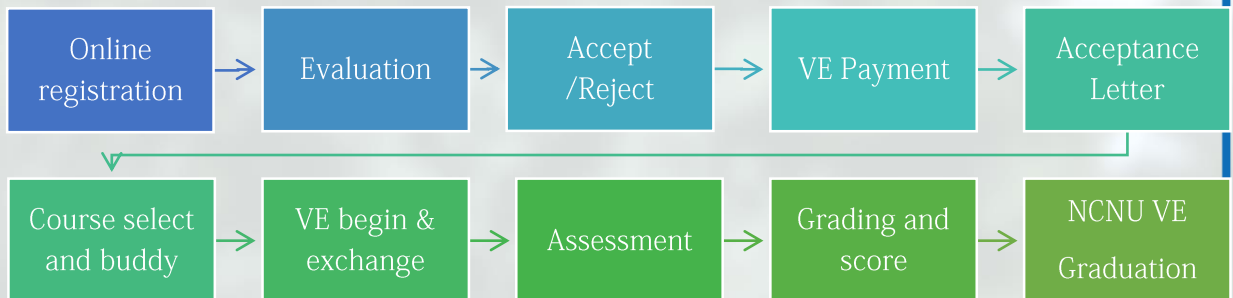 Online
registration
Evaluation
Accept
/Reject
VE Payment
Acceptance
Letter
Course select
and buddy
VE begin &
exchange
Assessment
Grading and
score
NCNU VE
Graduation